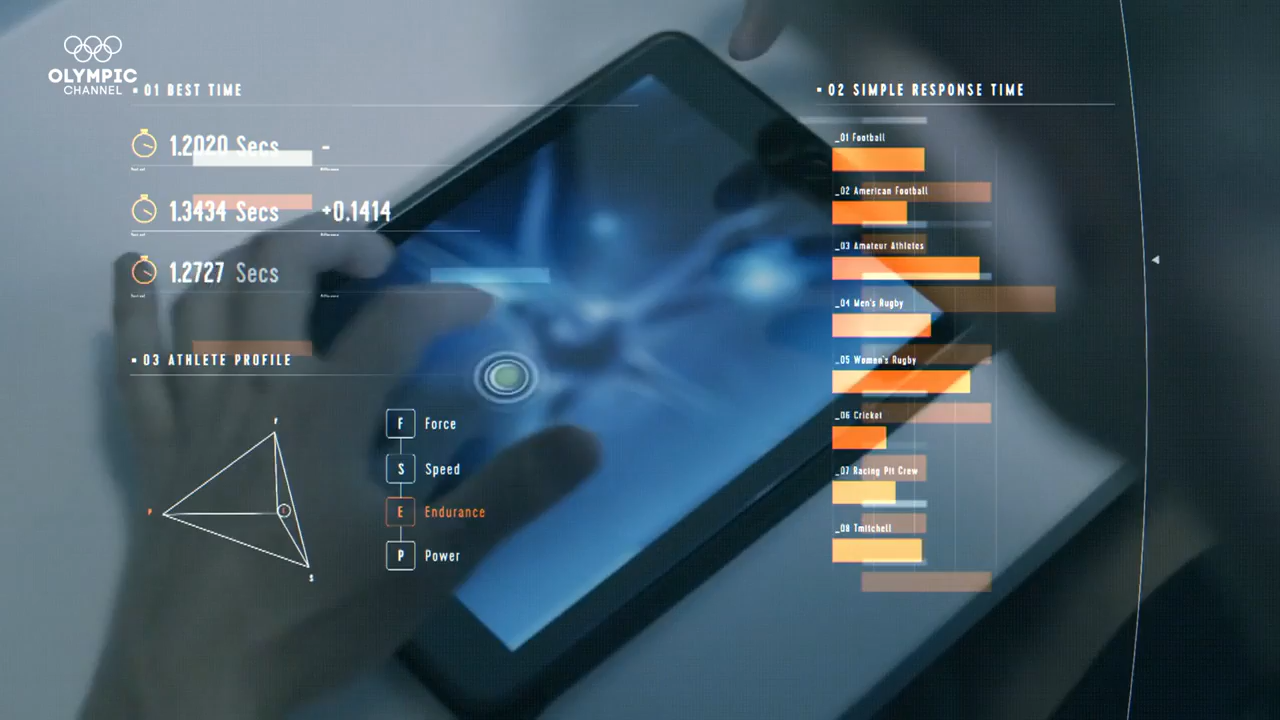 OLYMPIC
CHANNEL
01 BEST TIME
1.2020 Secs -
1.3434 Secs +0.1414
1.2727 Secs
02 SIMPLE RESPONSE TIME
_01 Football
_02 American Football
_03 Amateur Athletes
_04 Men's Rugby
_05 Women's Rugby
_06 Cricket
_07 Racing Pit Crew
_08 Tmitchell
03 ATHLETE PROFILE
F Force
S Speed
E Endurance
P Power
S